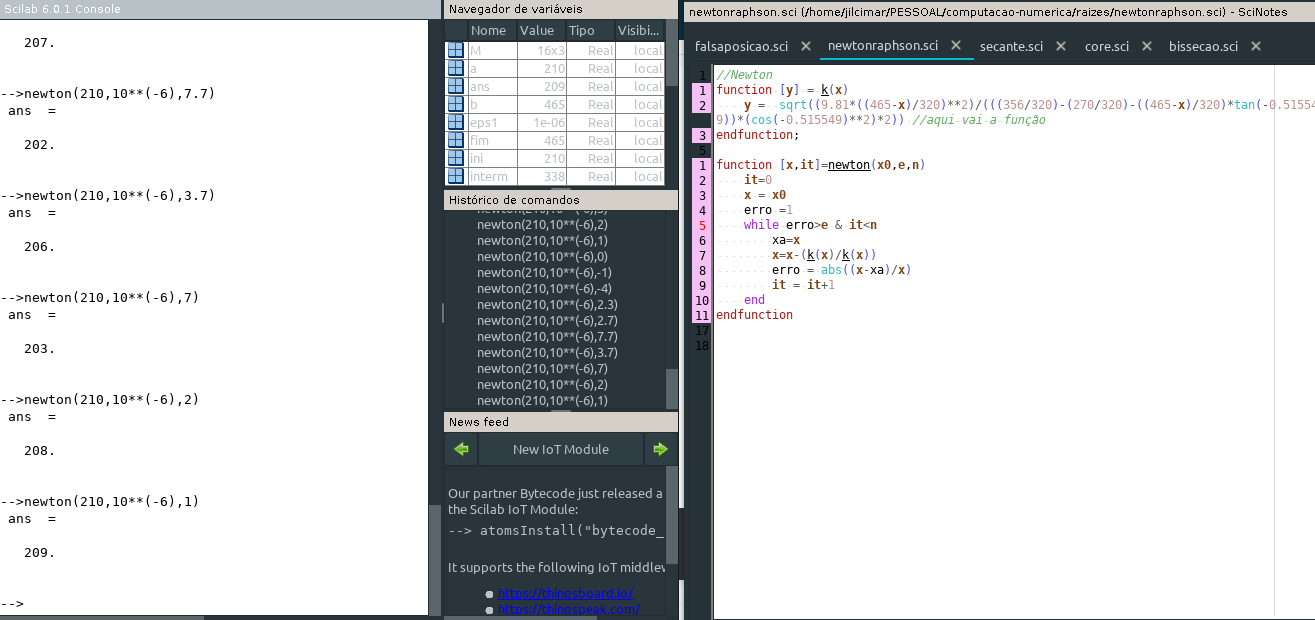 Scilab 6.0.1 Console
207.
-->newton(210,10**(-6),7.7)
ans  =
202.
-->newton(210,10**(-6),3.7)
ans  =
206.
-->newton(210,10**(-6),7)
ans  =
203.
-->newton(210,10**(-6),2)
ans  =
208.
-->newton(210,10**(-6),1)
ans  =
209.
-->
Navegador de variáveis
Nome Value Tipo Visibi...
M 16x3 Real local
a 210 Real local
ans 209 Real local
b 465 Real local
eps1 1e-06 Real local
fim 465 Real local
ini 210 Real local
interm 338 Real local
Histórico de comandos
newton(210,10**(-6),2)
newton(210,10**(-6),1)
newton(210,10**(-6),0)
newton(210,10**(-6),-1)
newton(210,10**(-6),-4)
newton(210,10**(-6),2.3)
newton(210,10**(-6),2.7)
newton(210,10**(-6),7.7)
newton(210,10**(-6),3.7)
newton(210,10**(-6),7)
newton(210,10**(-6),2)
newton(210,10**(-6),1)
News feed
New IoT Module
Our partner Bytecode just released a
the Scilab IoT Module:
--> atomsInstall("bytecode_
It supports the following IoT middlew
https://thingsboard.io/
https://thingspeak.com/
newtonraphson.sci (/home/jilcimar/PESSOAL/computacao-numerica/raizes/newtonraphson.sci) - SciNotes
falsaposicao.sci ✕ newtonraphson.sci ✕ secante.sci ✕ core.sci ✕ bissecao.sci ✕
1 //Newton
1 function [y] = k(x)
2 y =  sqrt((9.81*((465-x)/320)**2)/(((356/320)-(270/320)-((465-x)/320)*tan(-0.51554
9))*(cos(-0.515549)**2)*2)) //aqui vai a função
3 endfunction;
5
1 function [x,it]=newton(x0,e,n)
2 it=0
3 x = x0
4 erro =1
5 while erro>e & it<n
6 xa=x
7 x=x-(k(x)/k(x))
8 erro = abs((x-xa)/x)
9 it = it+1
10 end
11 endfunction
17
18